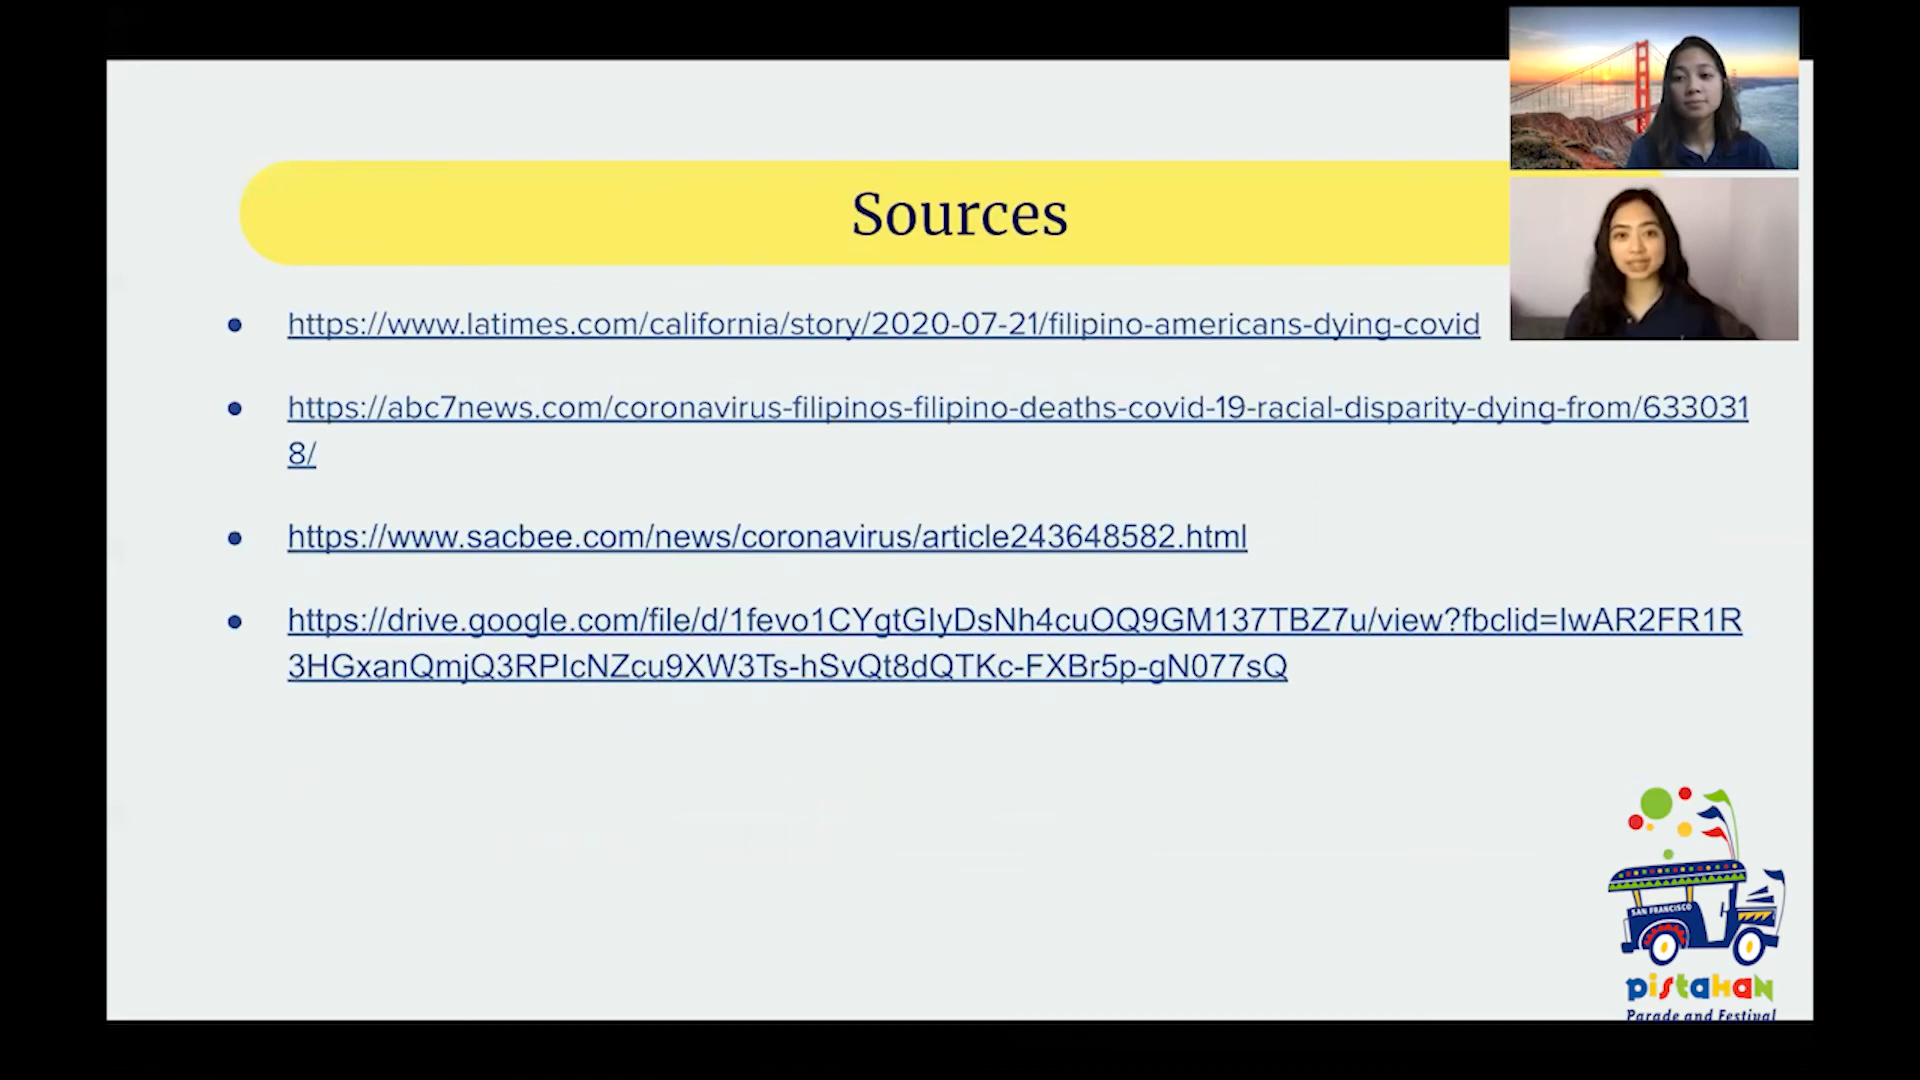 Sources
https://www.latimes.com/california/story/2020-07-21/filipino-americans-dying-covid
https://abc7news.com/coronavirus-filipinos-filipino-deaths-covid-19-racial-disparity-dying-from/633031
8/
https://www.sacbee.com/news/coronavirus/article243648582.html
https://drive.google.com/file/d/1fevo1CYgtGIyDsNh4cuOQ9GM137TBZ7u/view?fbclid=IwAR2FR1R
3HGxanQmjQ3RPIcNZcu9XW3Ts-hSvQt8dQTKc-FXBr5p-gN077sQ
SAN FRANCISCO
pistahan
Parade and Festival